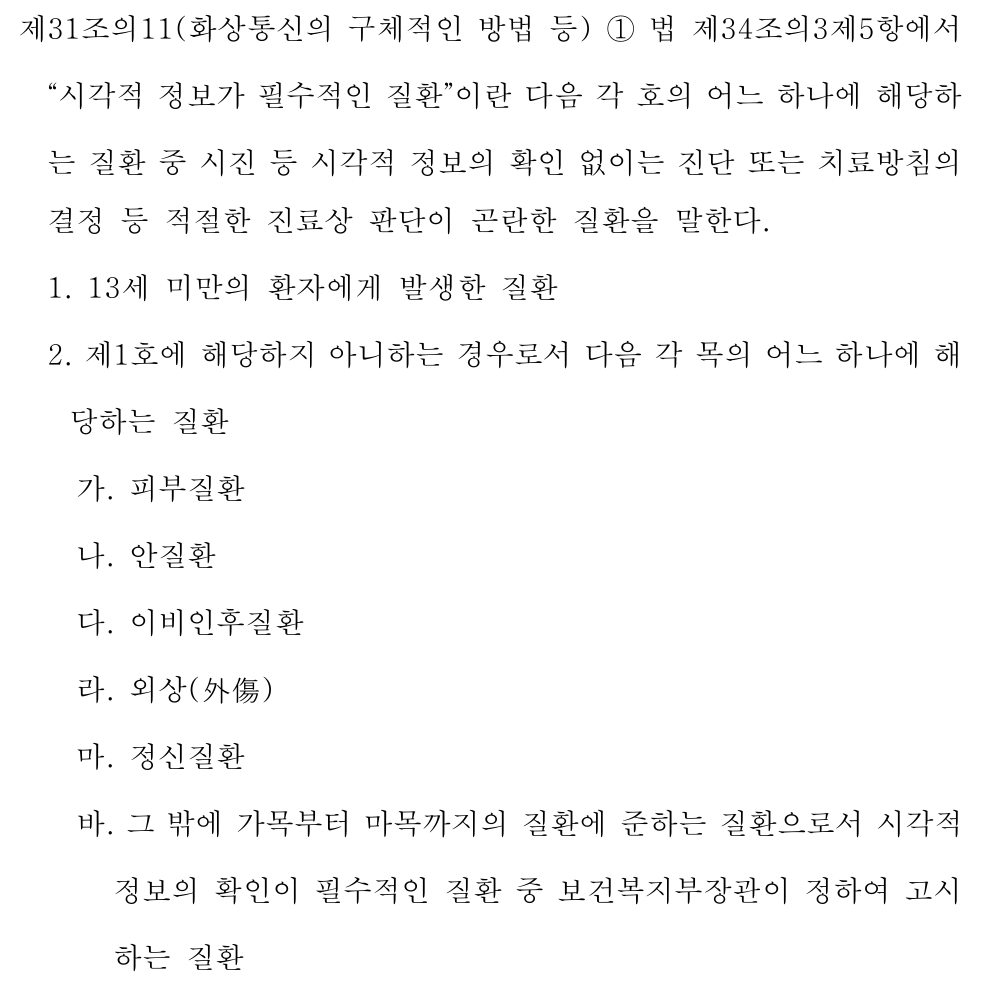 제31조의11(화상통신의 구체적인 방법 등) ① 법 제34조의3제5항에서
“시각적 정보가 필수적인 질환”이란 다음 각 호의 어느 하나에 해당하
는 질환 중 시진 등 시각적 정보의 확인 없이는 진단 또는 치료방침의
결정 등 적절한 진료상 판단이 곤란한 질환을 말한다.
1. 13세 미만의 환자에게 발생한 질환
2. 제1호에 해당하지 아니하는 경우로서 다음 각 목의 어느 하나에 해
당하는 질환
가. 피부질환
나. 안질환
다. 이비인후질환
라. 외상(外傷)
마. 정신질환
바. 그 밖에 가목부터 마목까지의 질환에 준하는 질환으로서 시각적
정보의 확인이 필수적인 질환 중 보건복지부장관이 정하여 고시
하는 질환